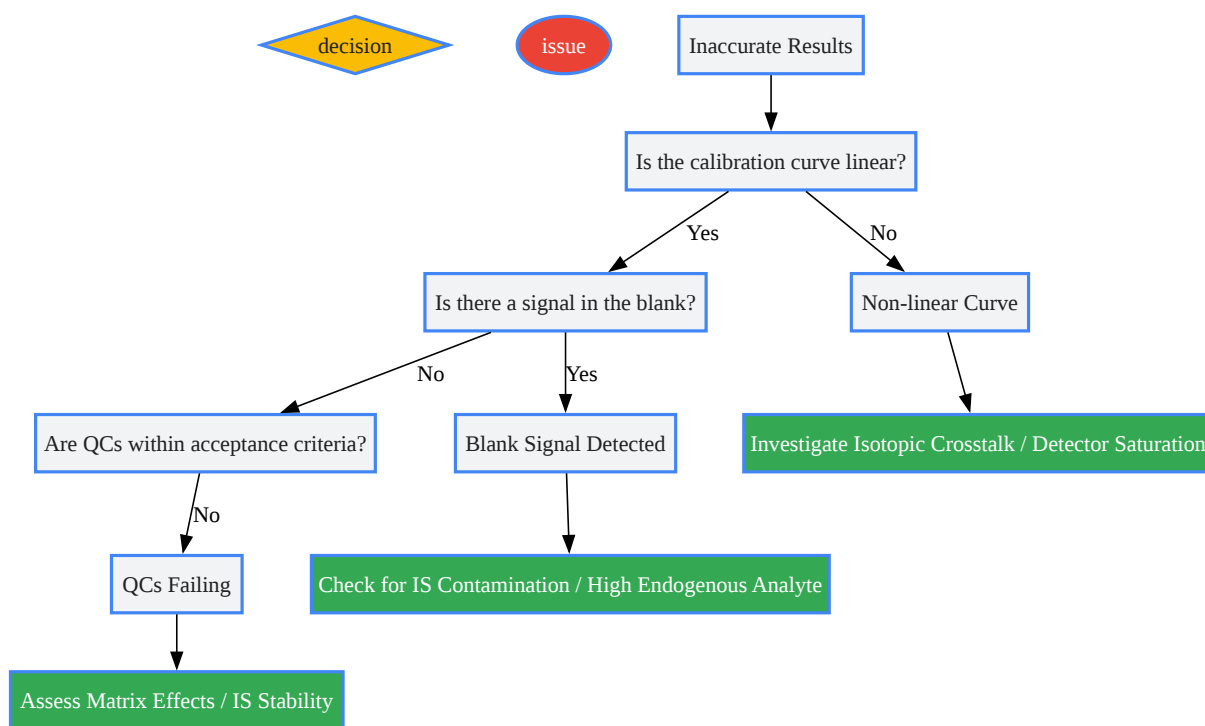 decision
issue
Inaccurate Results
Is the calibration curve linear?
Yes
No
Is there a signal in the blank?
Non-linear Curve
No
Yes
Are QCs within acceptance criteria?
Blank Signal Detected
Investigate Isotopic Crosstalk / Detector Saturation
No
QCs Failing
Check for IS Contamination / High Endogenous Analyte
Assess Matrix Effects / IS Stability